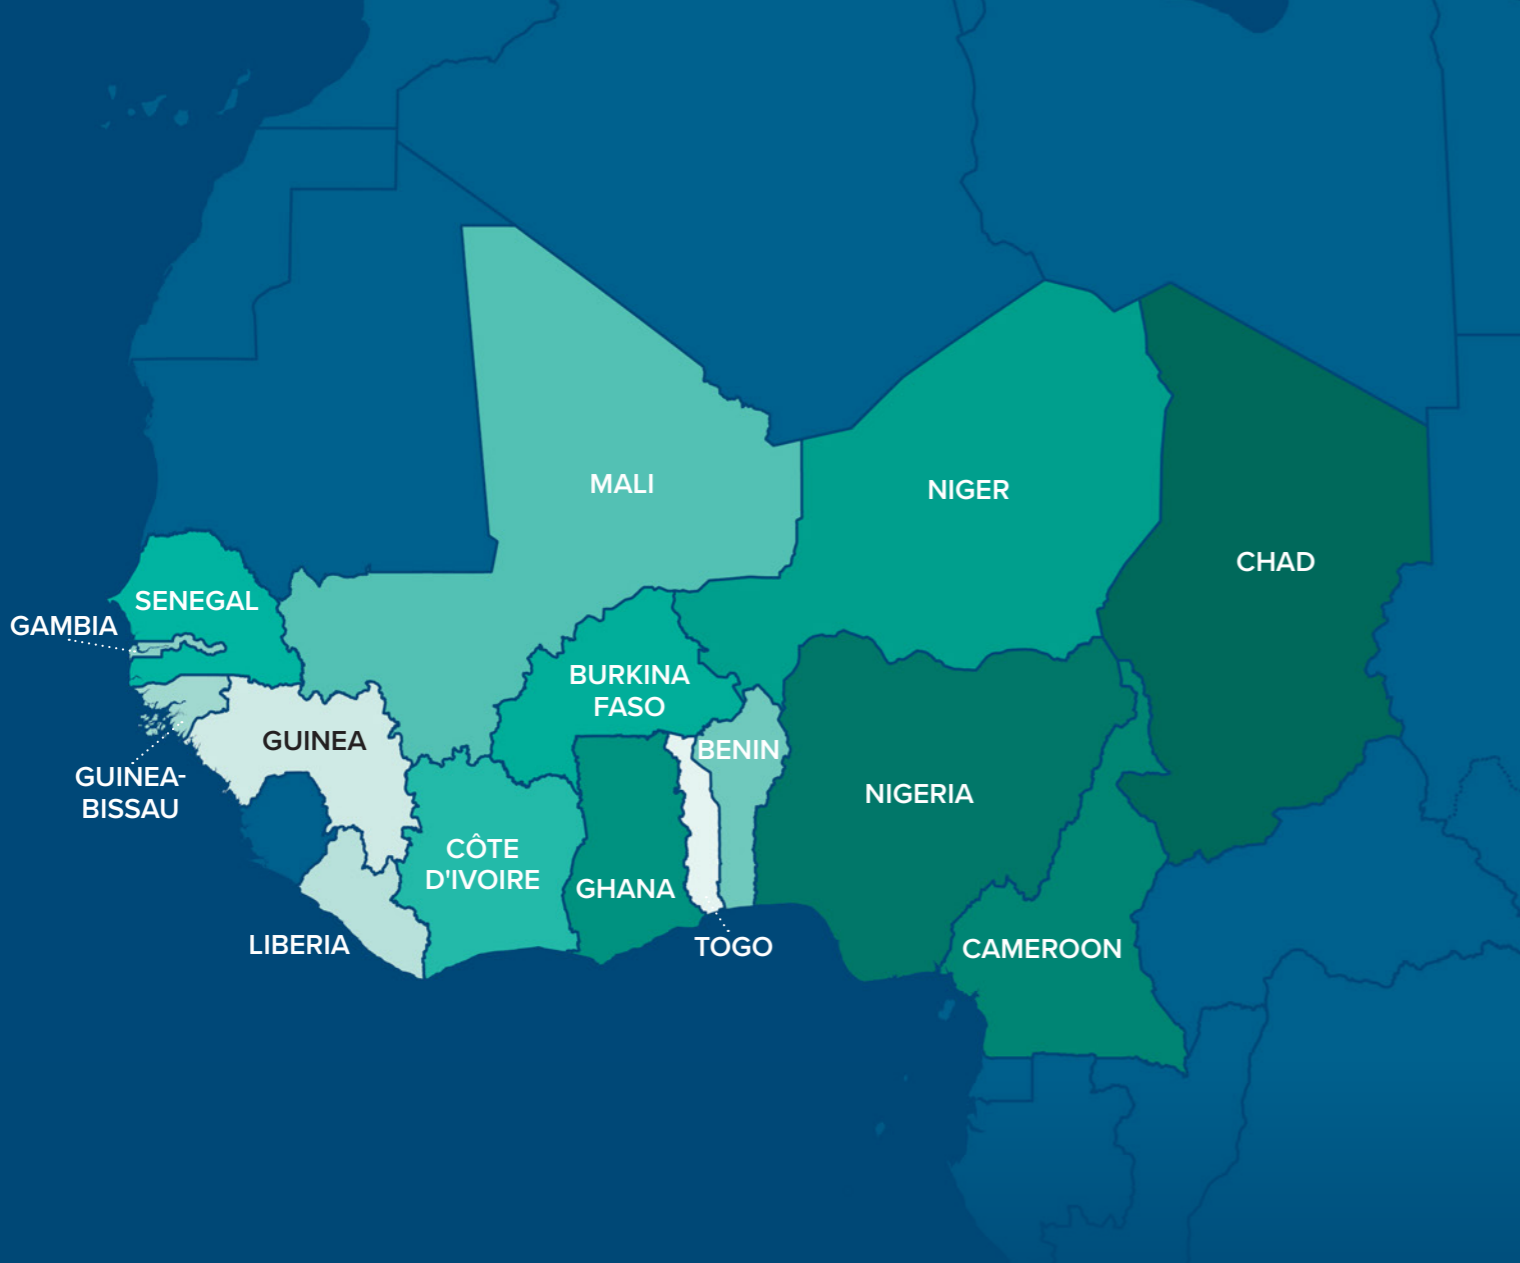 MALI
NIGER
CHAD
SENEGAL
GAMBIA
BURKINA
FASO
GUINEA
BENIN
GUINEA-
BISSAU
NIGERIA
CÔTE
D'IVOIRE
GHANA
LIBERIA
TOGO
CAMEROON